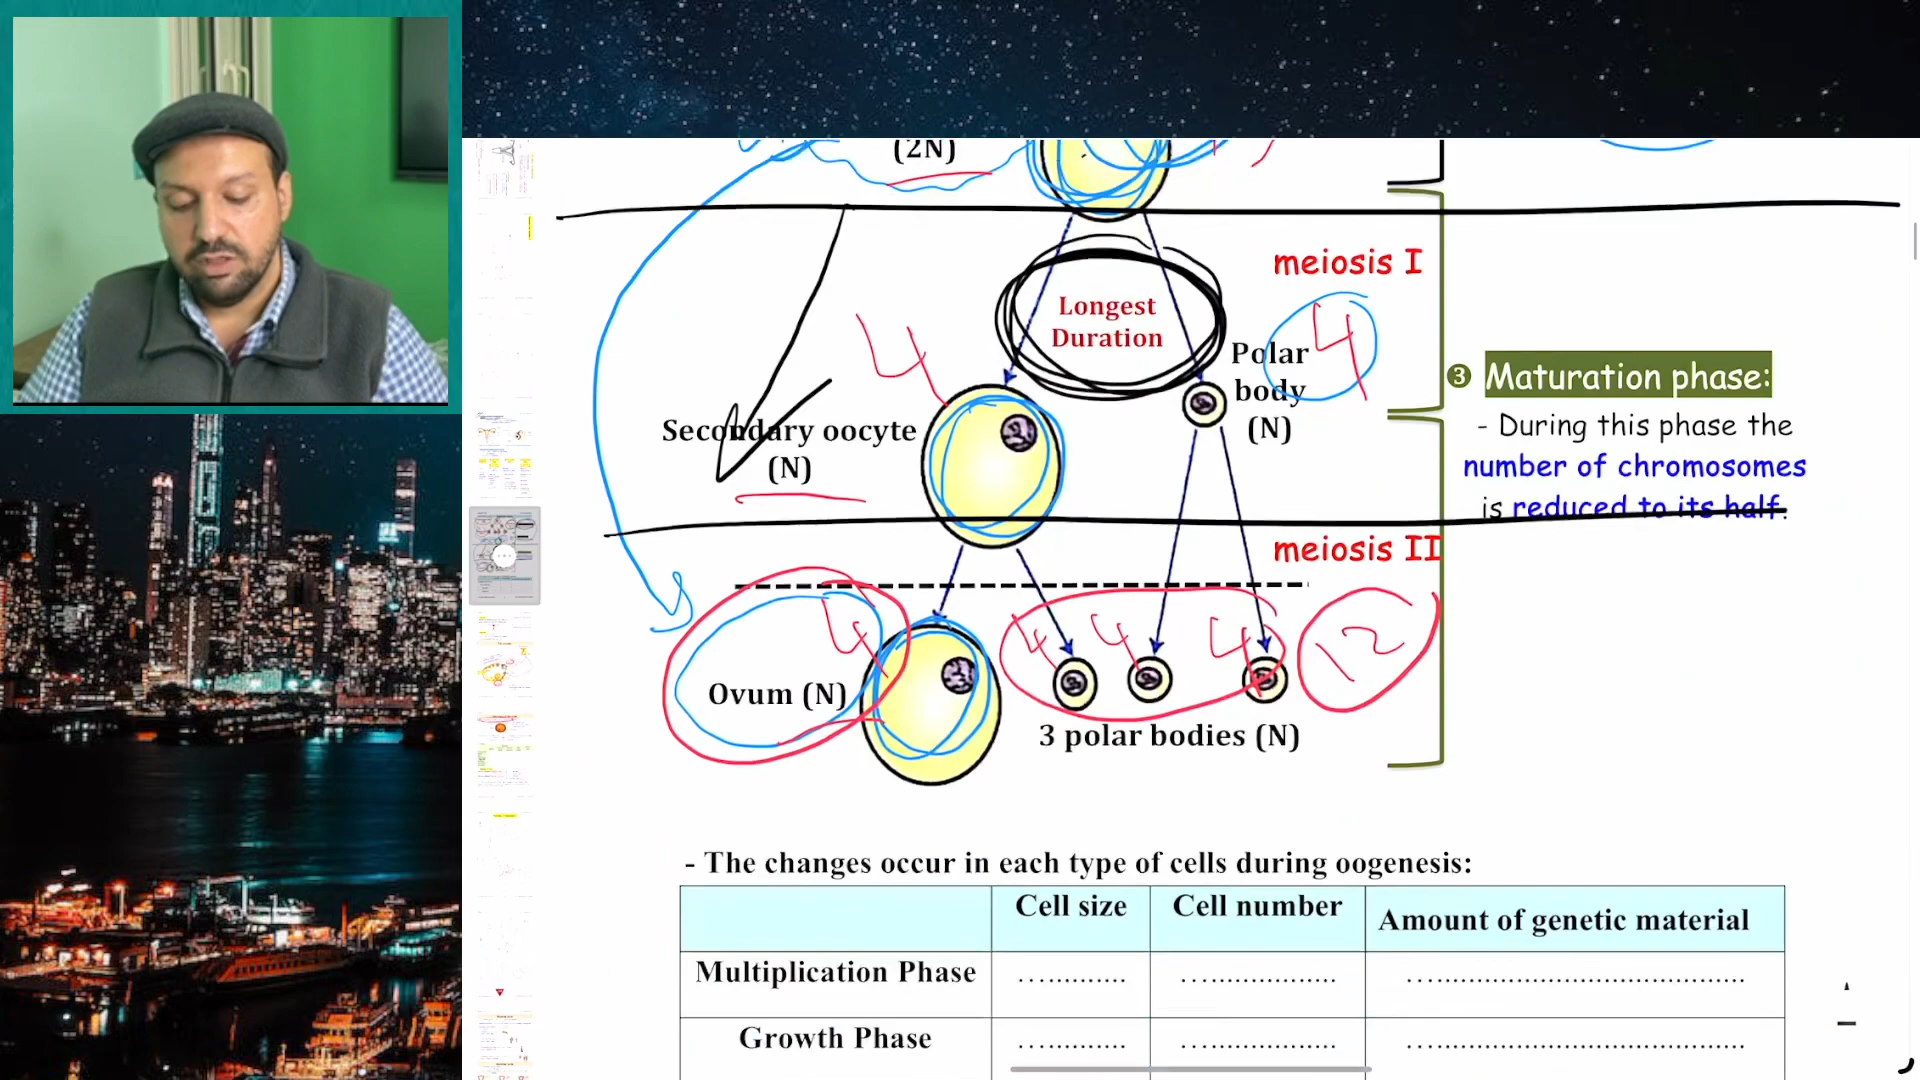 (2N)
meiosis I
Longest
Duration
4
4
Polar
body
(N)
❸ Maturation phase:
- During this phase the
number of chromosomes
is reduced to its half.
Secondary oocyte
(N)
meiosis II
4
4 4 4
12
Ovum (N)
3 polar bodies (N)
- The changes occur in each type of cells during oogenesis:
Cell size Cell number Amount of genetic material
Multiplication Phase ............. .................. ........................................
Growth Phase ............. .................. ........................................